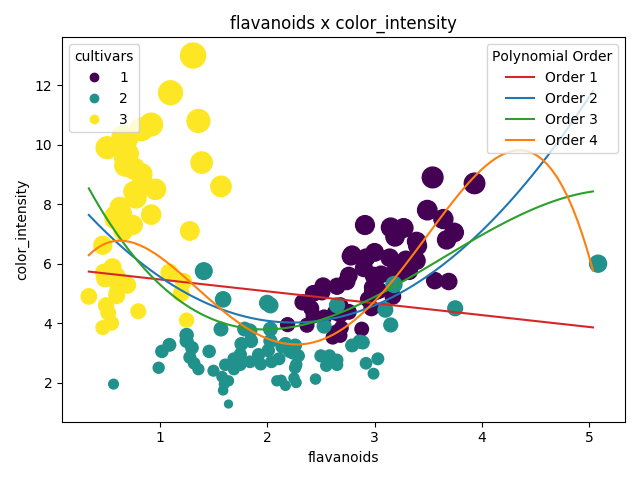 flavanoids x color_intensity
cultivars
1
2
3
Polynomial Order
Order 1
Order 2
Order 3
Order 4
color_intensity
12
10
8
6
4
2
1
2
3
4
5
flavanoids